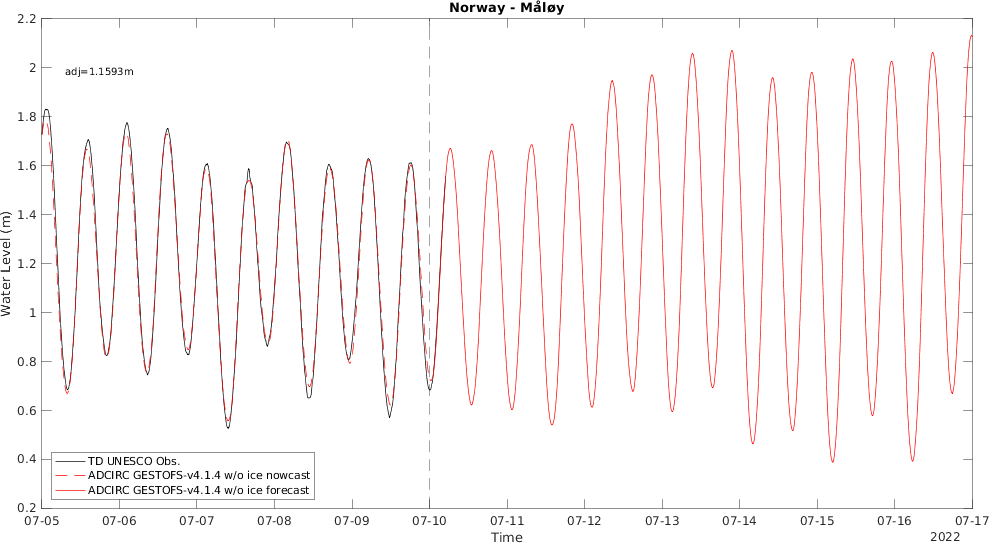 Norway - Måløy
2.2
2
1.8
1.6
1.4
1.2
1
0.8
0.6
0.4
0.2
Water Level (m)
adj=1.1593m
TD UNESCO Obs.
ADCIRC GESTOFS-v4.1.4 w/o ice nowcast
ADCIRC GESTOFS-v4.1.4 w/o ice forecast
07-05 07-06 07-07 07-08 07-09 07-10 07-11 07-12 07-13 07-14 07-15 07-16 07-17
Time
2022